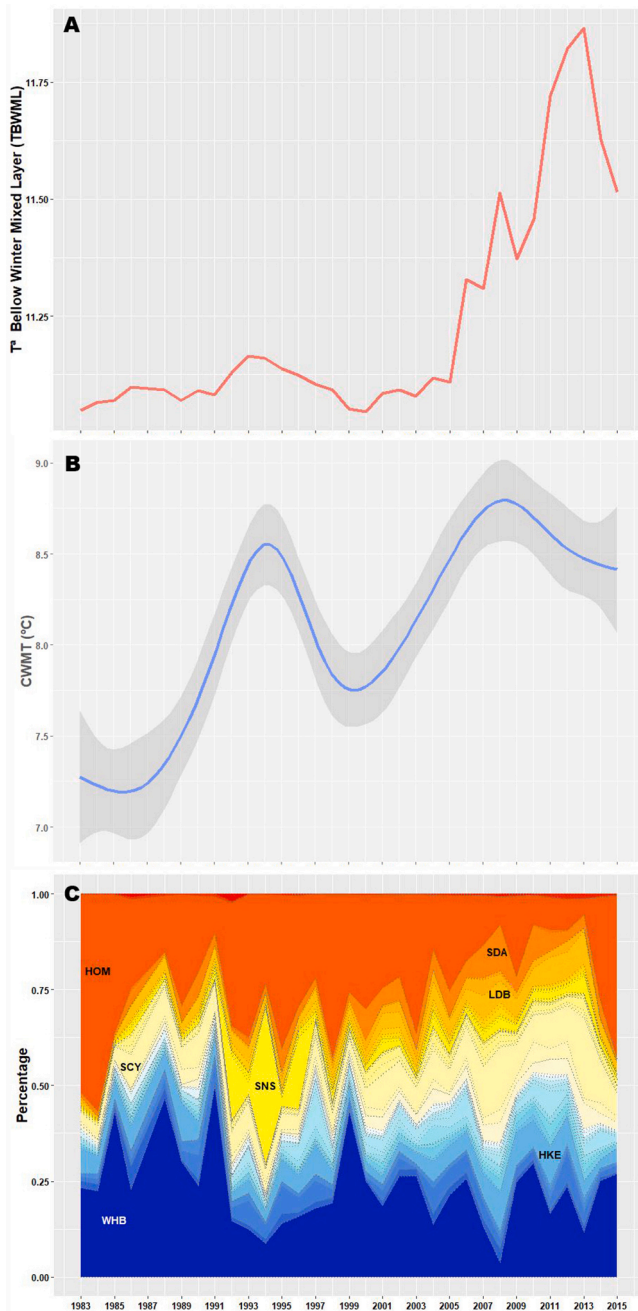 A
Tª Bellow Winter Mixed Layer (TBWML)
11.75
11.50
11.25
B
CWMT (ºC)
9.0
8.5
8.0
7.5
7.0
C
Percentage
1.00
0.75
0.50
0.25
0.00
HOM
SDA
LDB
SCY
SNS
HKE
WHB
1983 1985 1987 1989 1991 1993 1995 1997 1999 2001 2003 2005 2007 2009 2011 2013 2015